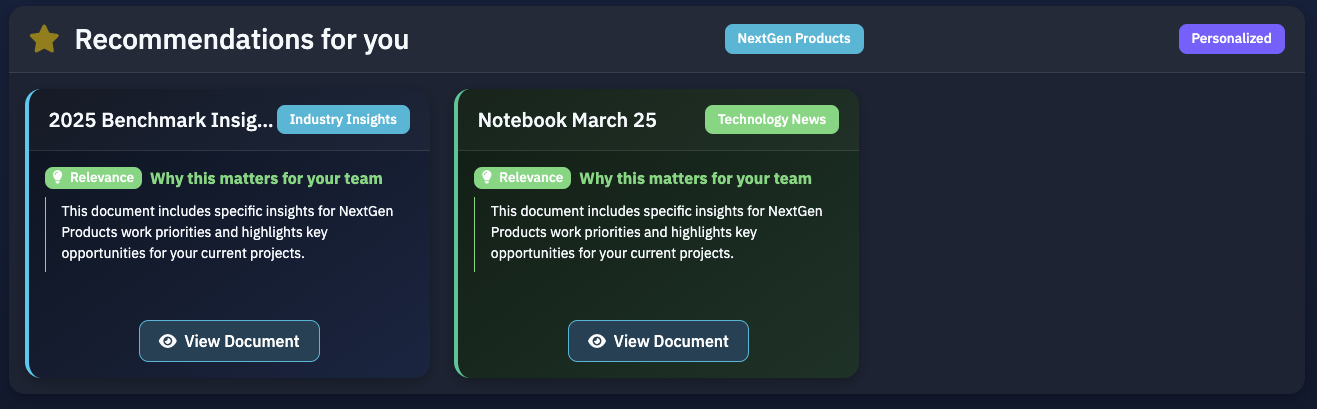 Recommendations for you
NextGen Products
Personalized
2025 Benchmark Insig...
Industry Insights
Relevance
Why this matters for your team
This document includes specific insights for NextGen
Products work priorities and highlights key
opportunities for your current projects.
View Document
Notebook March 25
Technology News
Relevance
Why this matters for your team
This document includes specific insights for NextGen
Products work priorities and highlights key
opportunities for your current projects.
View Document